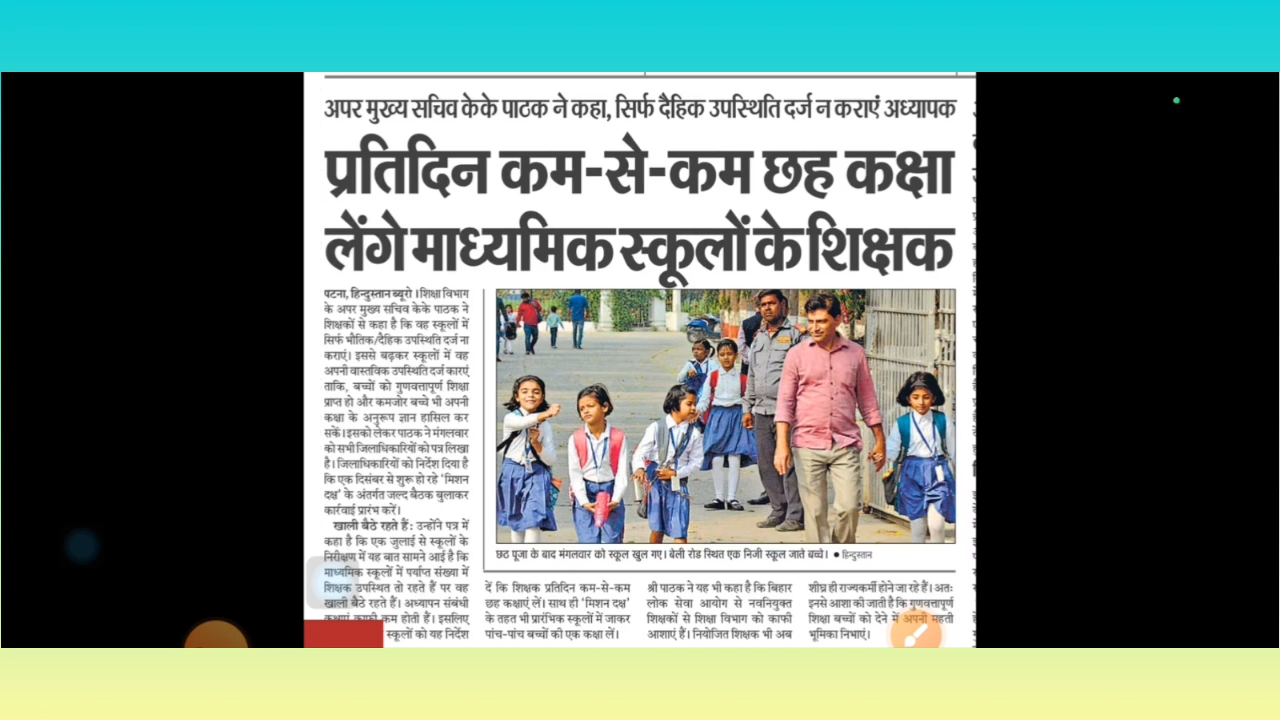 अपर मुख्य सचिव केके पाठक ने कहा, सिर्फ दैहिक उपस्थिति दर्ज न कराएं अध्यापक
प्रतिदिन कम-से-कम छह कक्षा
लेंगे माध्यमिक स्कूलों के शिक्षक
पटना, हिन्दुस्तान ब्यूरो। शिक्षा विभाग
के अपर मुख्य सचिव केके पाठक ने
शिक्षकों से कहा है कि वह स्कूलों में
सिर्फ भौतिक/दैहिक उपस्थिति दर्ज ना
कराएं। इससे बढ़कर स्कूलों में वह
अपनी वास्तविक उपस्थिति दर्ज कराएं
ताकि, बच्चों को गुणवत्तापूर्ण शिक्षा
प्राप्त हो और कमजोर बच्चे भी अपनी
कक्षा के अनुरूप ज्ञान हासिल कर
सकें। इसको लेकर पाठक ने मंगलवार
को सभी जिलाधिकारियों को पत्र लिखा
है। जिलाधिकारियों को निर्देश दिया है
कि एक दिसंबर से शुरू हो रहे 'मिशन
दक्ष' के अंतर्गत जल्द बैठक बुलाकर
कार्रवाई प्रारंभ करें।
खाली बैठे रहते हैं: उन्होंने पत्र में
कहा है कि एक जुलाई से स्कूलों के
निरीक्षण में यह बात सामने आई है कि
माध्यमिक स्कूलों में पर्याप्त संख्या में
शिक्षक उपस्थित तो रहते हैं पर वह
खाली बैठे रहते हैं। अध्यापन संबंधी
कक्षाएं काफी कम होती हैं। इसलिए
स्कूलों को यह निर्देश
छठ पूजा के बाद मंगलवार को स्कूल खुल गए। बेली रोड स्थित एक निजी स्कूल जाते बच्चे। ● हिन्दुस्तान
दें कि शिक्षक प्रतिदिन कम-से-कम
छह कक्षाएं लें। साथ ही 'मिशन दक्ष'
के तहत भी प्रारंभिक स्कूलों में जाकर
पांच-पांच बच्चों की एक कक्षा लें।
श्री पाठक ने यह भी कहा है कि बिहार
लोक सेवा आयोग से नवनियुक्त
शिक्षकों से शिक्षा विभाग को काफी
आशाएं हैं। नियोजित शिक्षक भी अब
शीघ्र ही राज्यकर्मी होने जा रहे हैं। अतः
इनसे आशा की जाती है कि गुणवत्तापूर्ण
शिक्षा बच्चों को देने में अपनी महती
भूमिका निभाएं।